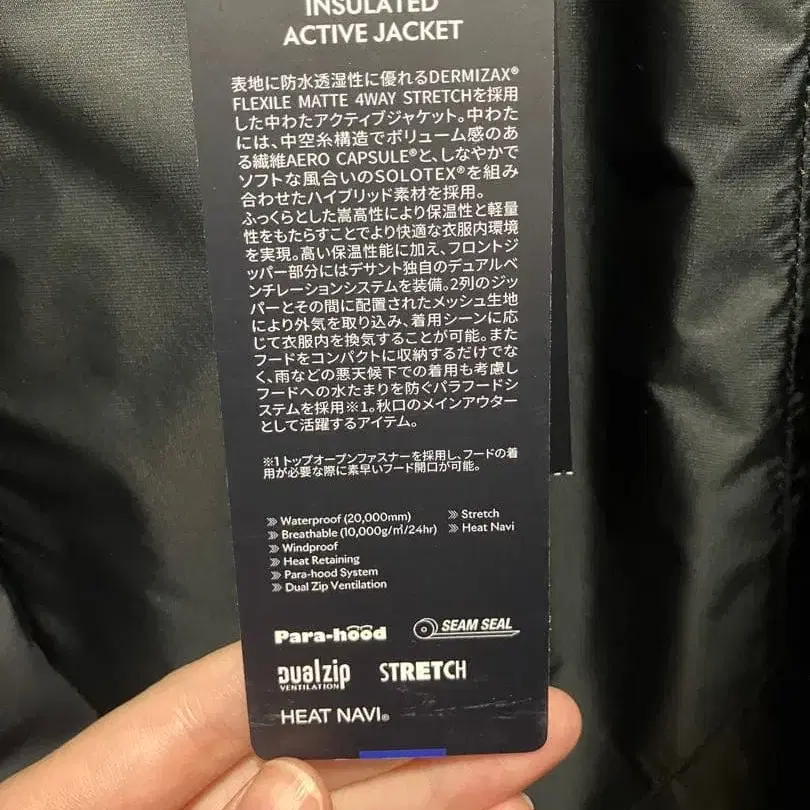 INSULATED
ACTIVE JACKET
表地に防水透湿性に優れるDERMIZAX®
FLEXILE MATTE 4WAY STRETCHを採用
した中わたアクティブジャケット。中わた
には、中空糸構造でボリューム感のあ
る繊維AERO CAPSULE®と、しなやかで
ソフトな風合いのSOLOTEX®を組み
合わせたハイブリッド素材を採用。
ふっくらとした嵩高性により保温性と軽量
性をもたらすことでより快適な衣服内環境
を実現。高い保温性能に加え、フロントジ
ッパー部分にはデサント独自のデュアルベ
ンチレーションシステムを装備。2列のジッ
パーとその間に配置されたメッシュ生地
により外気を取り込み、着用シーンに応
じて衣服内を換気することが可能。また
フードをコンパクトに収納するだけでな
く、雨などの悪天候下での着用も考慮し
フードへの水たまりを防ぐパラフードシ
ステムを採用※1。秋口のメインアウター
として活躍するアイテム。
※1 トップオープンファスナーを採用し、フードの着
用が必要な際に素早いフード開口が可能。
Waterproof (20,000mm)
Breathable (10,000g/㎡/24hr)
Windproof
Heat Retaining
Para-hood System
Dual Zip Ventilation
Stretch
Heat Navi
Para-hood
SEAM SEAL
Dualzip
VENTILATION
STRETCH
HEAT NAVI®